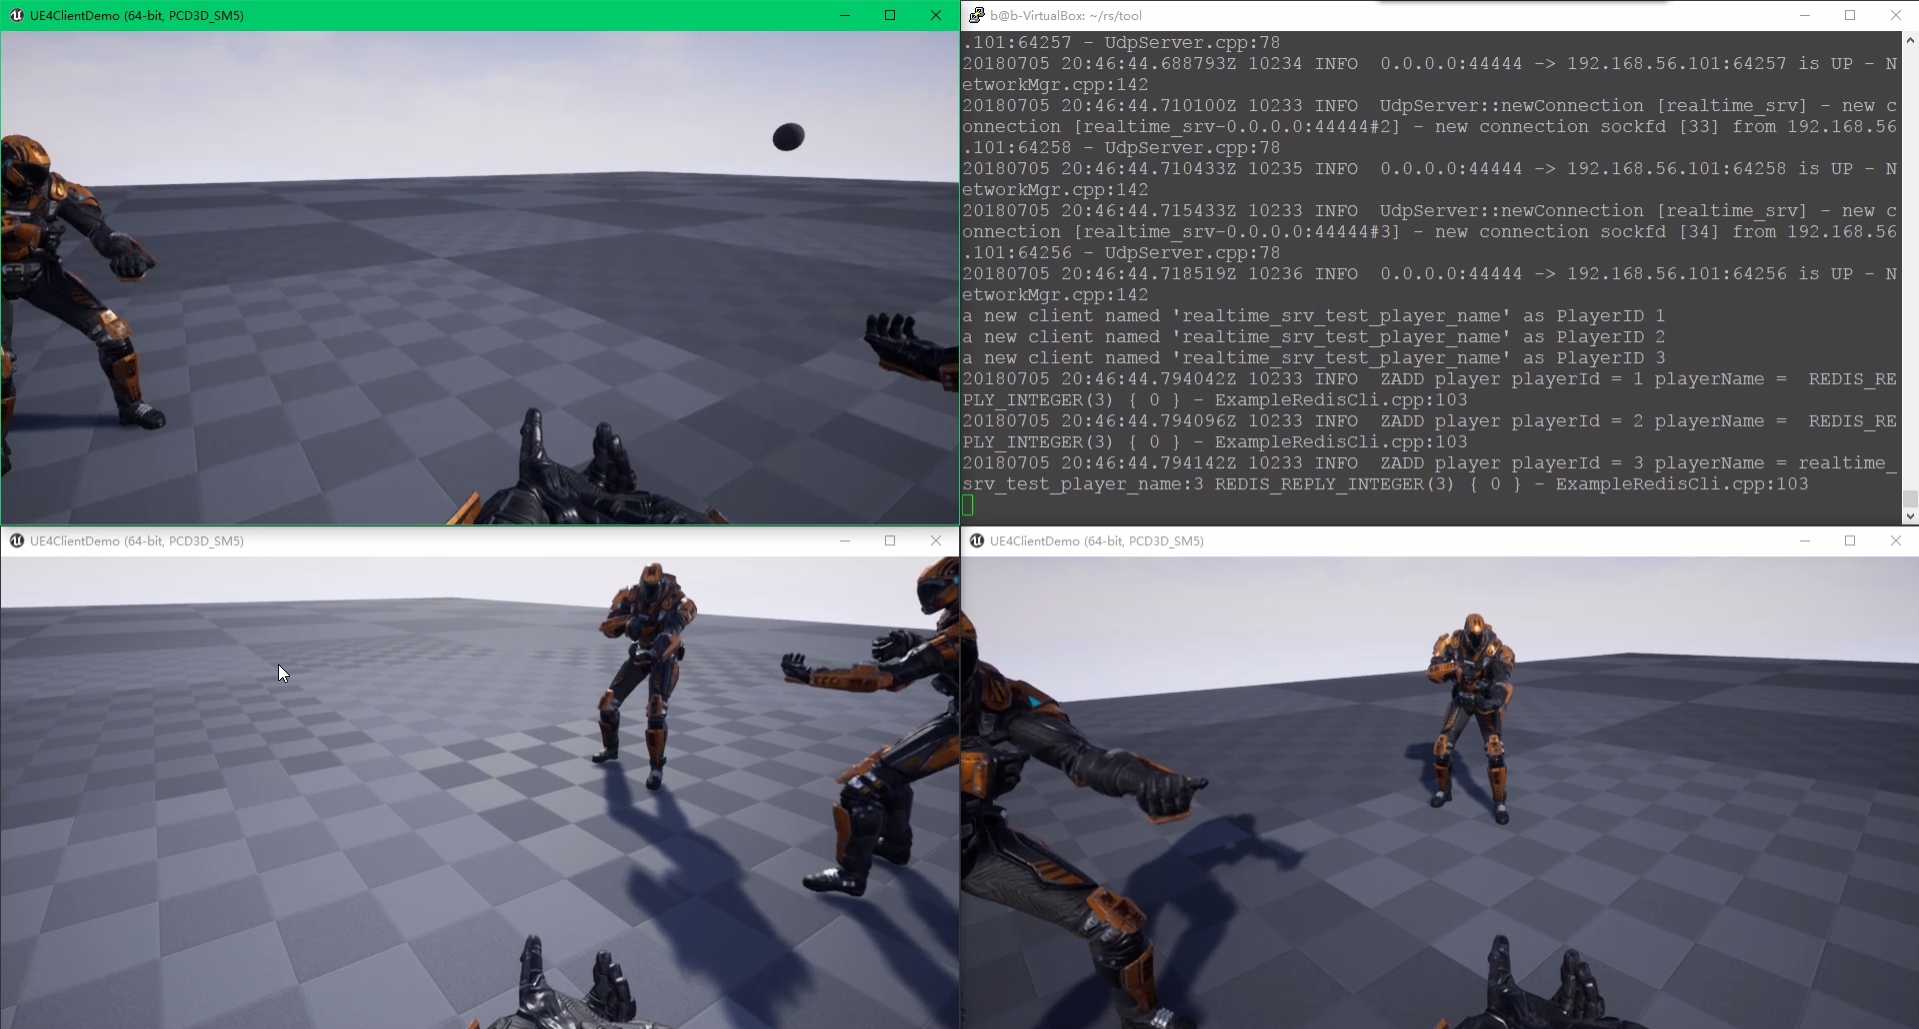 UE4ClientDemo (64-bit, PCD3D_SM5)
b@b-VirtualBox: ~/rs/tool
.101:64257 - UdpServer.cpp:78
20180705 20:46:44.688793Z 10234 INFO  0.0.0.0:44444 -> 192.168.56.101:64257 is UP - N
etworkMgr.cpp:142
20180705 20:46:44.710100Z 10233 INFO  UdpServer::newConnection [realtime_srv] - new c
onnection [realtime_srv-0.0.0.0:44444#2] - new connection sockfd [33] from 192.168.56
.101:64258 - UdpServer.cpp:78
20180705 20:46:44.710433Z 10235 INFO  0.0.0.0:44444 -> 192.168.56.101:64258 is UP - N
etworkMgr.cpp:142
20180705 20:46:44.715433Z 10233 INFO  UdpServer::newConnection [realtime_srv] - new c
onnection [realtime_srv-0.0.0.0:44444#3] - new connection sockfd [34] from 192.168.56
.101:64256 - UdpServer.cpp:78
20180705 20:46:44.718519Z 10236 INFO  0.0.0.0:44444 -> 192.168.56.101:64256 is UP - N
etworkMgr.cpp:142
a new client named 'realtime_srv_test_player_name' as PlayerID 1
a new client named 'realtime_srv_test_player_name' as PlayerID 2
a new client named 'realtime_srv_test_player_name' as PlayerID 3
20180705 20:46:44.794042Z 10233 INFO  ZADD player playerId = 1 playerName =  REDIS_RE
PLY_INTEGER(3) { 0 } - ExampleRedisCli.cpp:103
20180705 20:46:44.794096Z 10233 INFO  ZADD player playerId = 2 playerName =  REDIS_RE
PLY_INTEGER(3) { 0 } - ExampleRedisCli.cpp:103
20180705 20:46:44.794142Z 10233 INFO  ZADD player playerId = 3 playerName = realtime_
srv_test_player_name:3 REDIS_REPLY_INTEGER(3) { 0 } - ExampleRedisCli.cpp:103
UE4ClientDemo (64-bit, PCD3D_SM5)
UE4ClientDemo (64-bit, PCD3D_SM5)